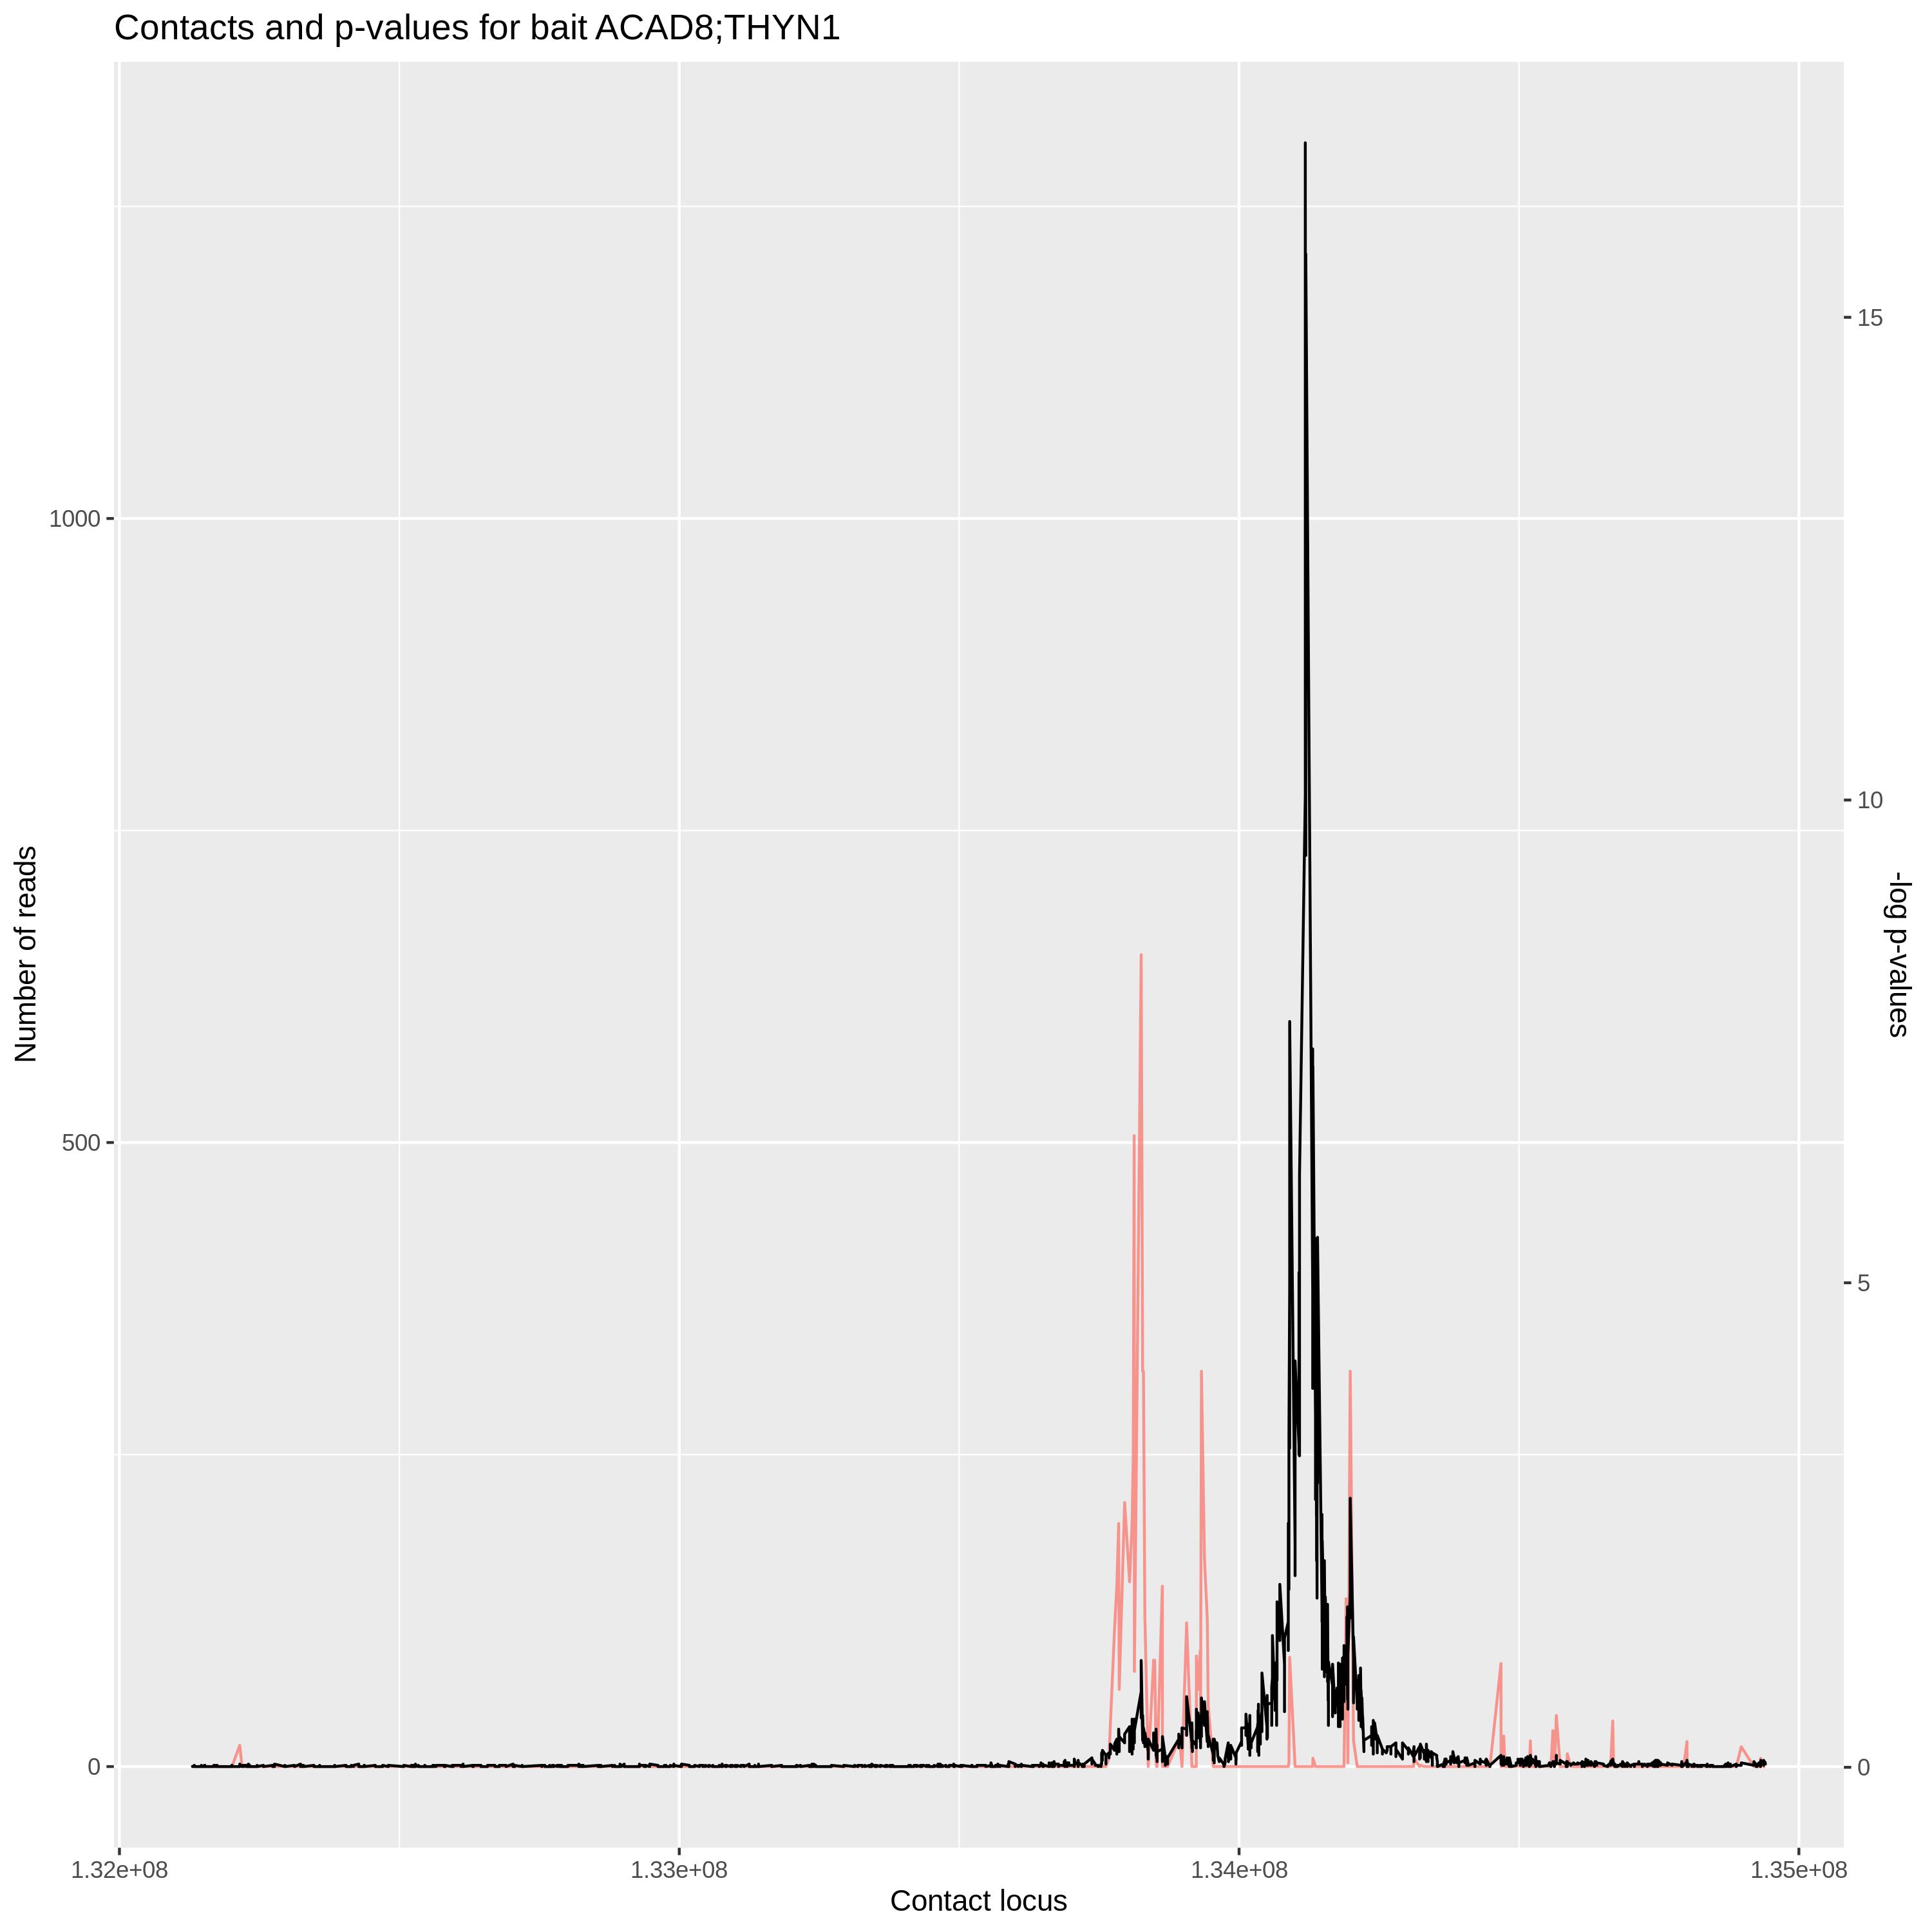 Contacts and p-values for bait ACAD8;THYN1
Number of reads
1000
500
0
15
10
5
0
-log p-values
1.32e+08
1.33e+08
1.34e+08
1.35e+08
Contact locus